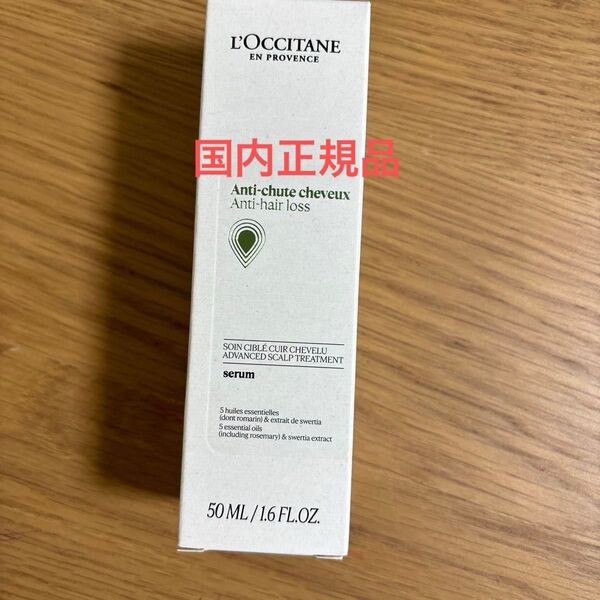 L'OCCITANE
EN PROVENCE
国内正規品
Anti-chute cheveux
Anti-hair loss
SOIN CIBLÉ CUIR CHEVELU
ADVANCED SCALP TREATMENT
serum
5 huiles essentielles
(dont romarin) & extrait de swertia
5 essential oils
(including rosemary) & swertia extract
50 ML / 1.6 FL.OZ.